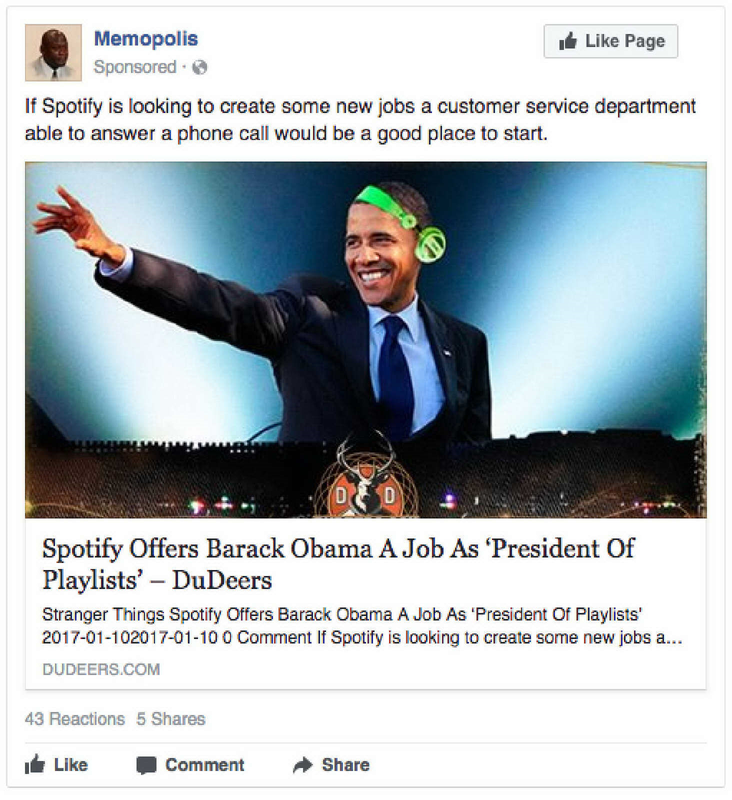 Memopolis
Like Page
Sponsored ·
If Spotify is looking to create some new jobs a customer service department
able to answer a phone call would be a good place to start.
D D
Spotify Offers Barack Obama A Job As ‘President Of
Playlists’ – DuDeers
Stranger Things Spotify Offers Barack Obama A Job As ‘President Of Playlists’
2017-01-102017-01-10 0 Comment If Spotify is looking to create some new jobs a...
DUDEERS.COM
43 Reactions 5 Shares
Like Comment Share